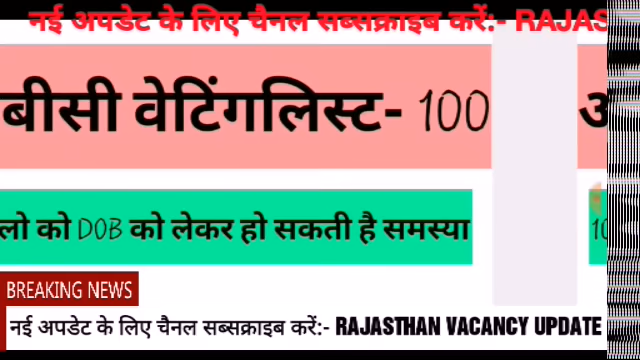 नई अपडेट के लिए चैनल सब्सक्राइब करें:- RAJAS
बीसी वेटिंगलिस्ट- 100
लो को DOB को लेकर हो सकती है समस्या
BREAKING NEWS
नई अपडेट के लिए चैनल सब्सक्राइब करें:- RAJASTHAN VACANCY UPDATE